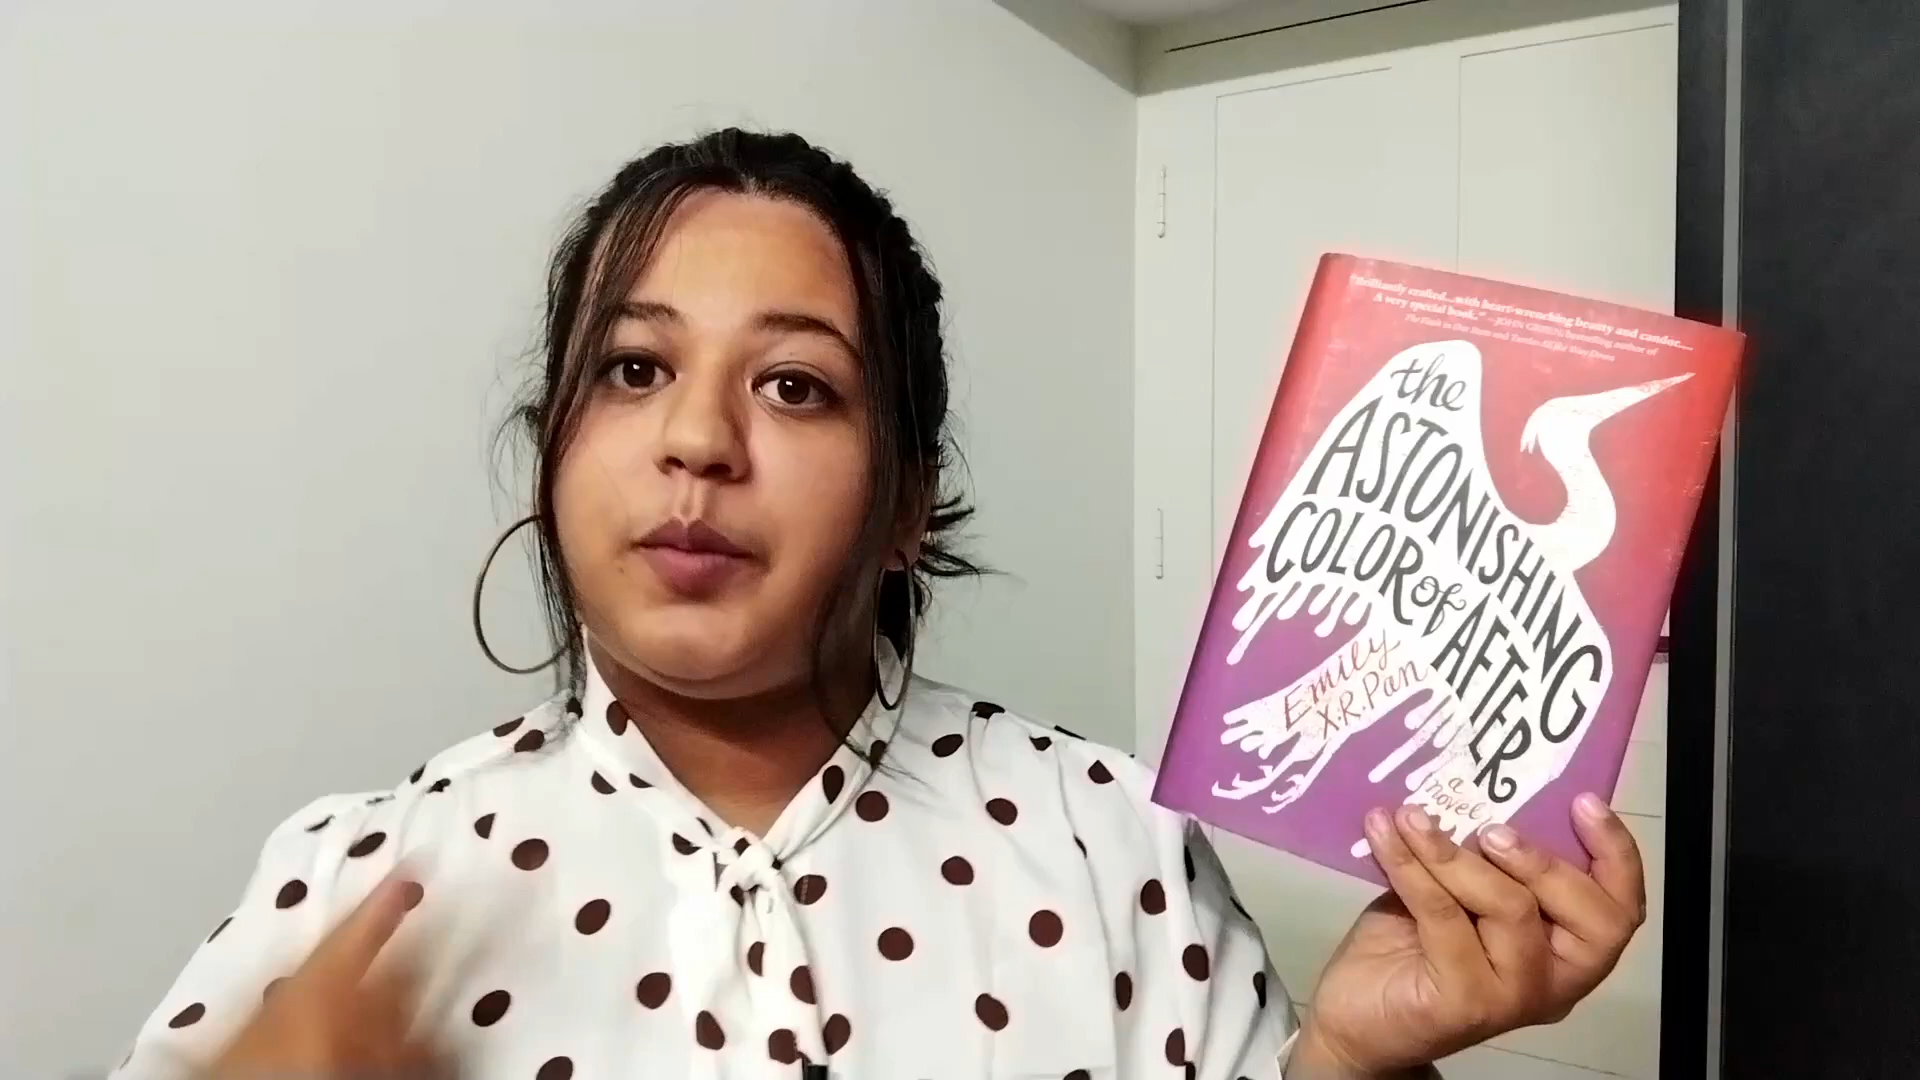 "Brilliantly crafted...with heart-wrenching beauty and candor....
A very special book." —JOHN GREEN, bestselling author of
The Fault in Our Stars and Turtles All the Way Down
the
ASTONISHING
COLOR of
AFTER
Emily
X.R.Pan
a
novel